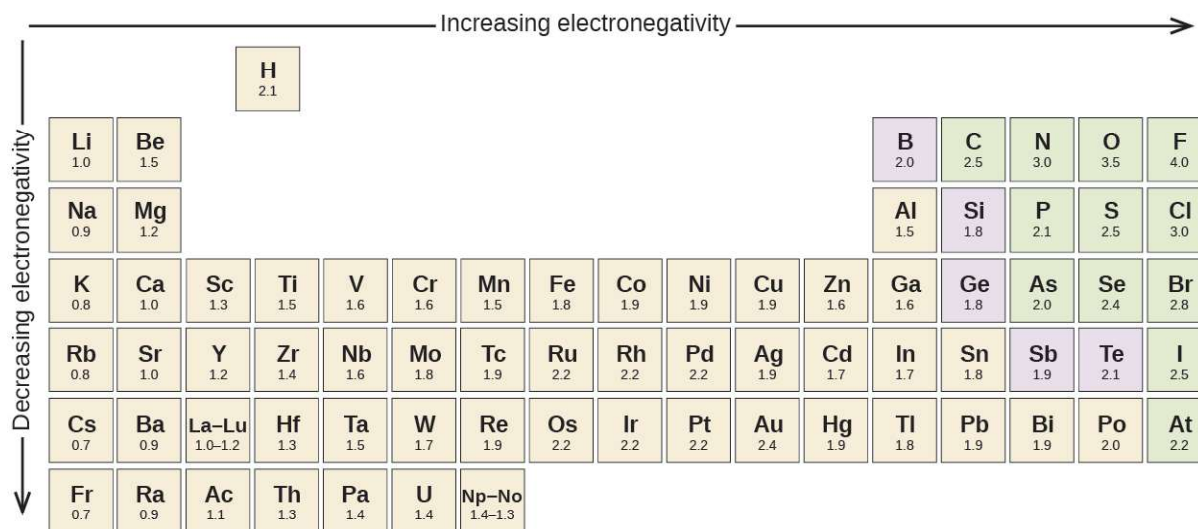 Increasing electronegativity
Decreasing electronegativity
H
2.1
Li Be B C N O F
1.0 1.5 2.0 2.5 3.0 3.5 4.0
Na Mg Al Si P S Cl
0.9 1.2 1.5 1.8 2.1 2.5 3.0
K Ca Sc Ti V Cr Mn Fe Co Ni Cu Zn Ga Ge As Se Br
0.8 1.0 1.3 1.5 1.6 1.6 1.5 1.8 1.9 1.9 1.9 1.6 1.6 1.8 2.0 2.4 2.8
Rb Sr Y Zr Nb Mo Tc Ru Rh Pd Ag Cd In Sn Sb Te I
0.8 1.0 1.2 1.4 1.6 1.8 1.9 2.2 2.2 2.2 1.9 1.7 1.7 1.8 1.9 2.1 2.5
Cs Ba La–Lu Hf Ta W Re Os Ir Pt Au Hg Tl Pb Bi Po At
0.7 0.9 1.0–1.2 1.3 1.5 1.7 1.9 2.2 2.2 2.2 2.4 1.9 1.8 1.9 1.9 2.0 2.2
Fr Ra Ac Th Pa U Np–No
0.7 0.9 1.1 1.3 1.4 1.4 1.4–1.3